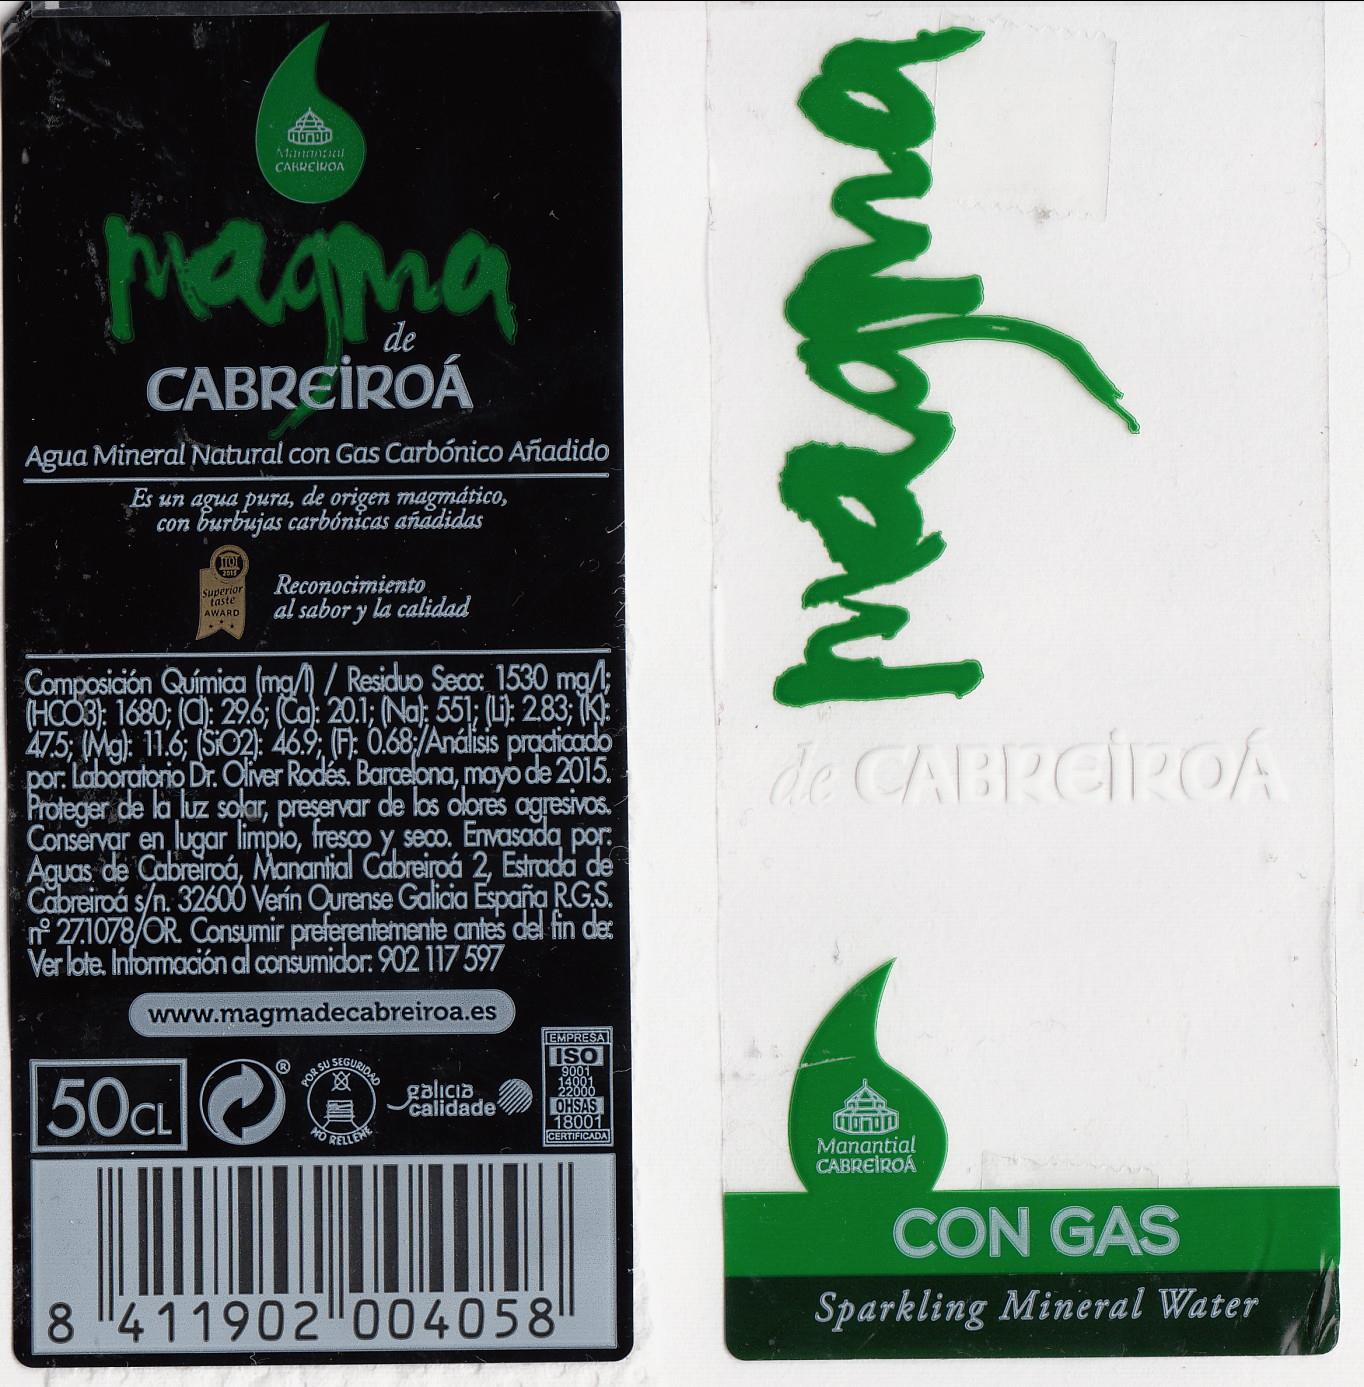 Manantial
CABREIROÁ
magma
de
CABREIROÁ
Agua Mineral Natural con Gas Carbónico Añadido
Es un agua pura, de origen magmático,
con burbujas carbónicas añadidas
iTQi
2015
Superior
taste
AWARD
Reconocimiento
al sabor y la calidad
Composición Química (mg/l) / Residuo Seco: 1530 mg/l;
(HCO3): 1680; (Cl): 29.6; (Ca): 20.1; (Na): 551; (Li): 2.83; (K):
47.5; (Mg): 11.6; (SiO2): 46.9; (F): 0.68;/Análisis practicado
por: Laboratorio Dr. Oliver Rodés. Barcelona, mayo de 2015.
Proteger de la luz solar, preservar de los olores agresivos.
Conservar en lugar limpio, fresco y seco. Envasada por:
Aguas de Cabreiroá, Manantial Cabreiroá 2, Estrada de
Cabreiroá s/n. 32600 Verín Ourense Galicia España R.G.S.
nº 27.1078/OR. Consumir preferentemente antes del fin de:
Ver lote. Información al consumidor: 902 117 597
www.magmadecabreiroa.es
50CL
®
POR SU SEGURIDAD
NO RELLENE
galicia
calidade
EMPRESA
ISO
9001
14001
22000
OHSAS
18001
CERTIFICADA
8 411902 004058
magma
de CABREIROÁ
Manantial
CABREIROÁ
CON GAS
Sparkling Mineral Water